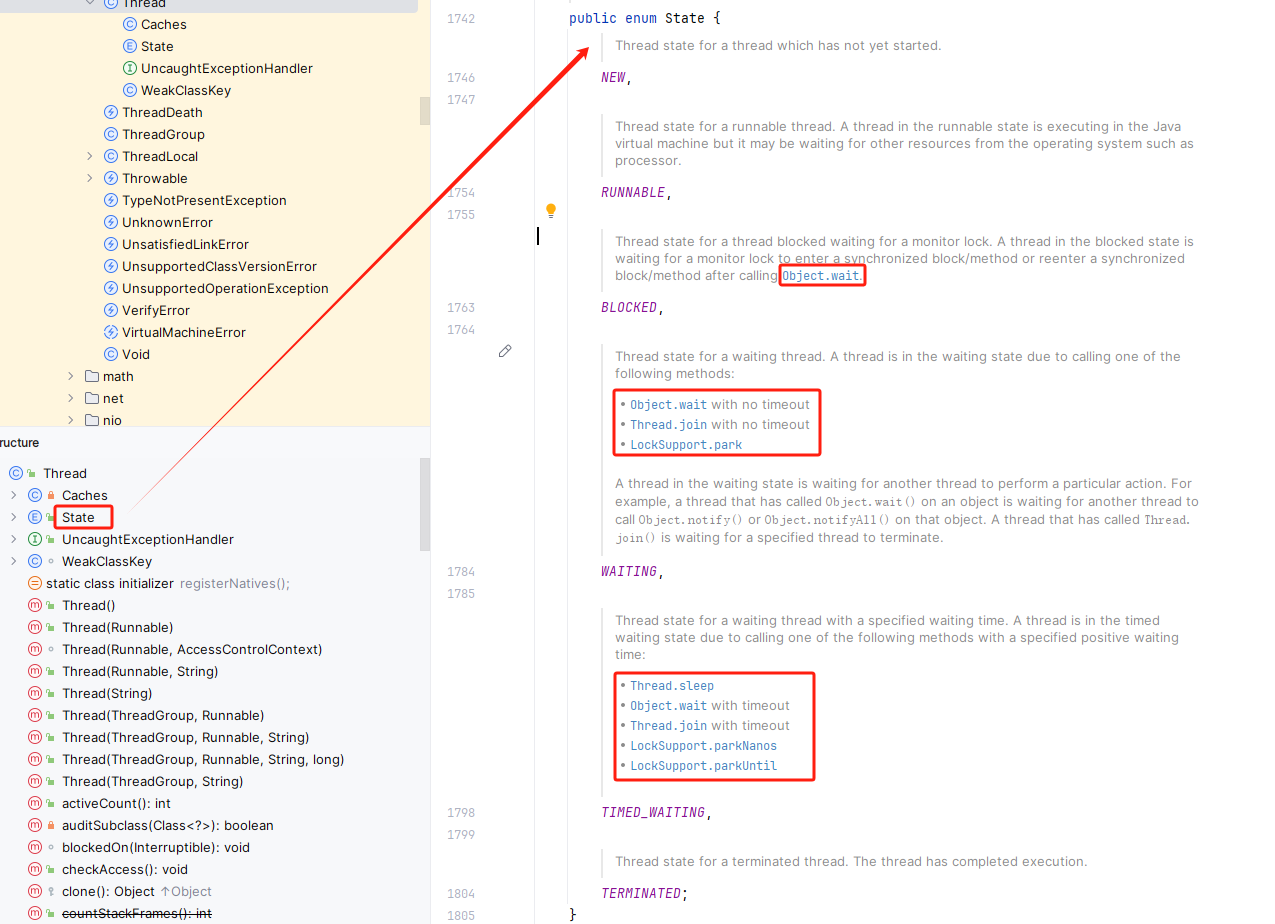 Thread
Caches
State
UncaughtExceptionHandler
WeakClassKey
ThreadDeath
ThreadGroup
ThreadLocal
Throwable
TypeNotPresentException
UnknownError
UnsatisfiedLinkError
UnsupportedClassVersionError
UnsupportedOperationException
VerifyError
VirtualMachineError
Void
math
net
nio
ructure
Thread
Caches
State
UncaughtExceptionHandler
WeakClassKey
static class initializer registerNatives();
Thread()
Thread(Runnable)
Thread(Runnable, AccessControlContext)
Thread(Runnable, String)
Thread(String)
Thread(ThreadGroup, Runnable)
Thread(ThreadGroup, Runnable, String)
Thread(ThreadGroup, Runnable, String, long)
Thread(ThreadGroup, String)
activeCount(): int
auditSubclass(Class<?>): boolean
blockedOn(Interruptible): void
checkAccess(): void
clone(): Object ↑Object
countStackFrames(): int
1742 public enum State {
Thread state for a thread which has not yet started.
1746 NEW,
1747
Thread state for a runnable thread. A thread in the runnable state is executing in the Java
virtual machine but it may be waiting for other resources from the operating system such as
processor.
1754 RUNNABLE,
1755
Thread state for a thread blocked waiting for a monitor lock. A thread in the blocked state is
waiting for a monitor lock to enter a synchronized block/method or reenter a synchronized
block/method after calling Object.wait.
1763 BLOCKED,
1764
Thread state for a waiting thread. A thread is in the waiting state due to calling one of the
following methods:
• Object.wait with no timeout
• Thread.join with no timeout
• LockSupport.park
A thread in the waiting state is waiting for another thread to perform a particular action. For
example, a thread that has called Object.wait() on an object is waiting for another thread to
call Object.notify() or Object.notifyAll() on that object. A thread that has called Thread.
join() is waiting for a specified thread to terminate.
1784 WAITING,
1785
Thread state for a waiting thread with a specified waiting time. A thread is in the timed
waiting state due to calling one of the following methods with a specified positive waiting
time:
• Thread.sleep
• Object.wait with timeout
• Thread.join with timeout
• LockSupport.parkNanos
• LockSupport.parkUntil
1798 TIMED_WAITING,
1799
Thread state for a terminated thread. The thread has completed execution.
1804 TERMINATED;
1805 }